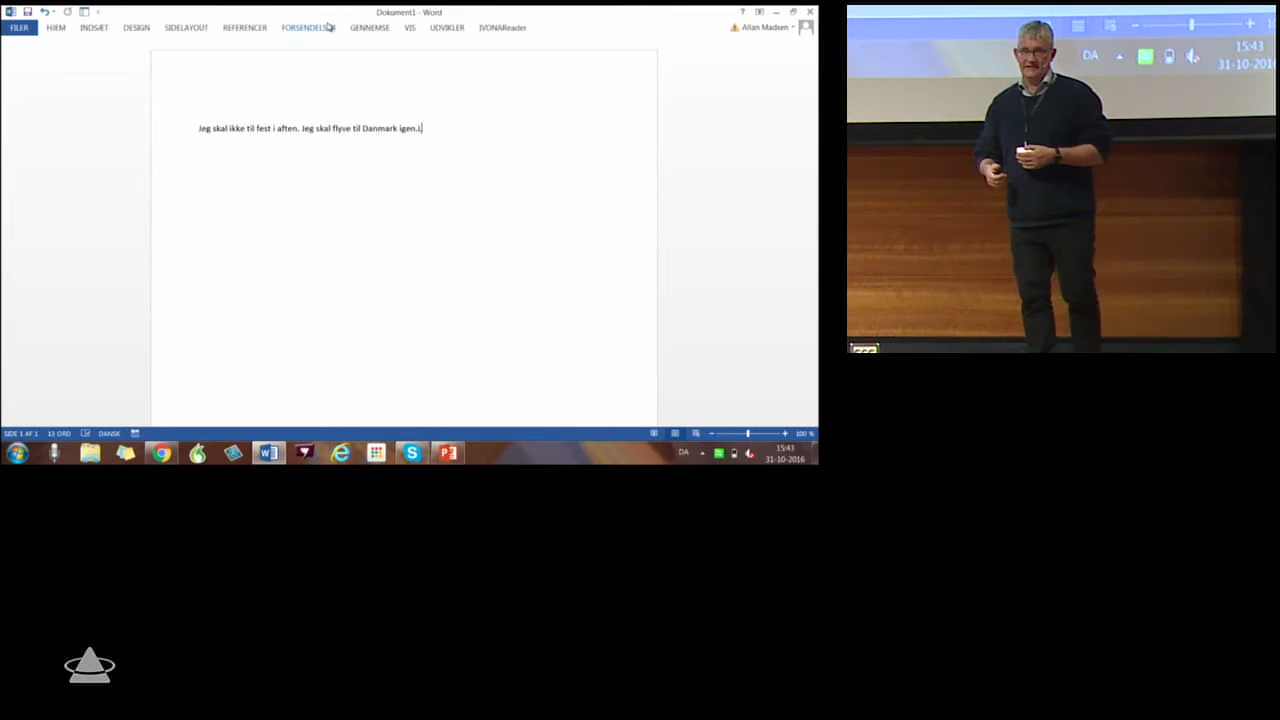 Dokument1 - Word
FILER HJEM INDSÆT DESIGN SIDELAYOUT REFERENCER FORSENDELSER GENNEMSE VIS UDVIKLER IVONAReader
Allan Madsen
Jeg skal ikke til fest i aften. Jeg skal flyve til Danmark igen.
SIDE 1 AF 1 13 ORD DANSK
100 %
DA
15:43
31-10-2016
DA
15:43
31-10-2016